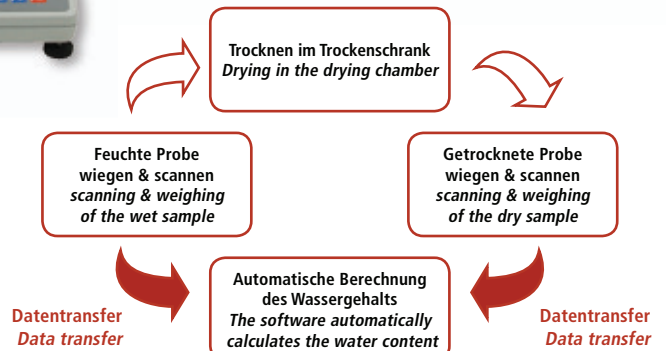 Trocknen im Trockenschrank
Drying in the drying chamber
Feuchte Probe
wiegen & scannen
scanning & weighing
of the wet sample
Getrocknete Probe
wiegen & scannen
scanning & weighing
of the dry sample
Automatische Berechnung
des Wassergehalts
The software automatically
calculates the water content
Datentransfer
Data transfer
Datentransfer
Data transfer